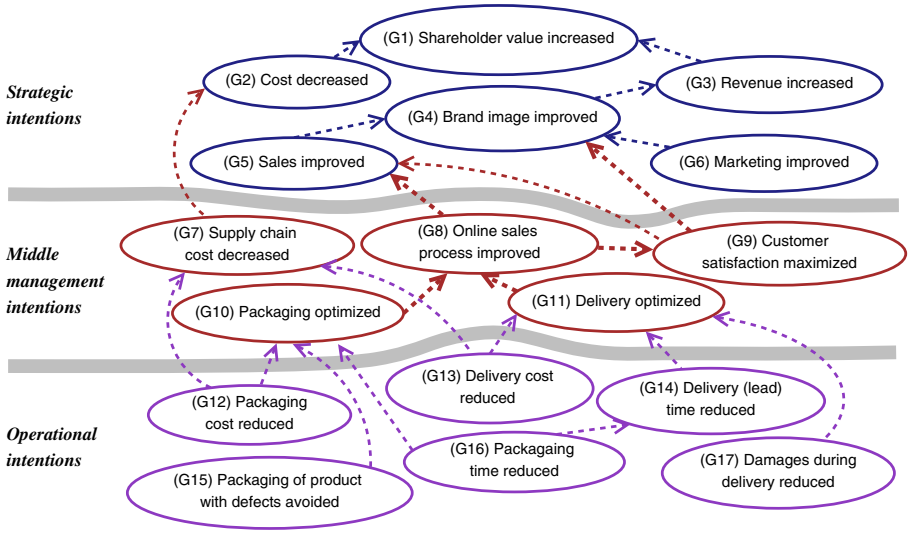 (G1) Shareholder value increased
(G2) Cost decreased
(G3) Revenue increased
Strategic
intentions
(G4) Brand image improved
(G5) Sales improved
(G6) Marketing improved
Middle
management
intentions
(G7) Supply chain
cost decreased
(G8) Online sales
process improved
(G9) Customer
satisfaction maximized
(G10) Packaging optimized
(G11) Delivery optimized
Operational
intentions
(G12) Packaging
cost reduced
(G13) Delivery cost
reduced
(G14) Delivery (lead)
time reduced
(G15) Packaging of product
with defects avoided
(G16) Packagaing
time reduced
(G17) Damages during
delivery reduced